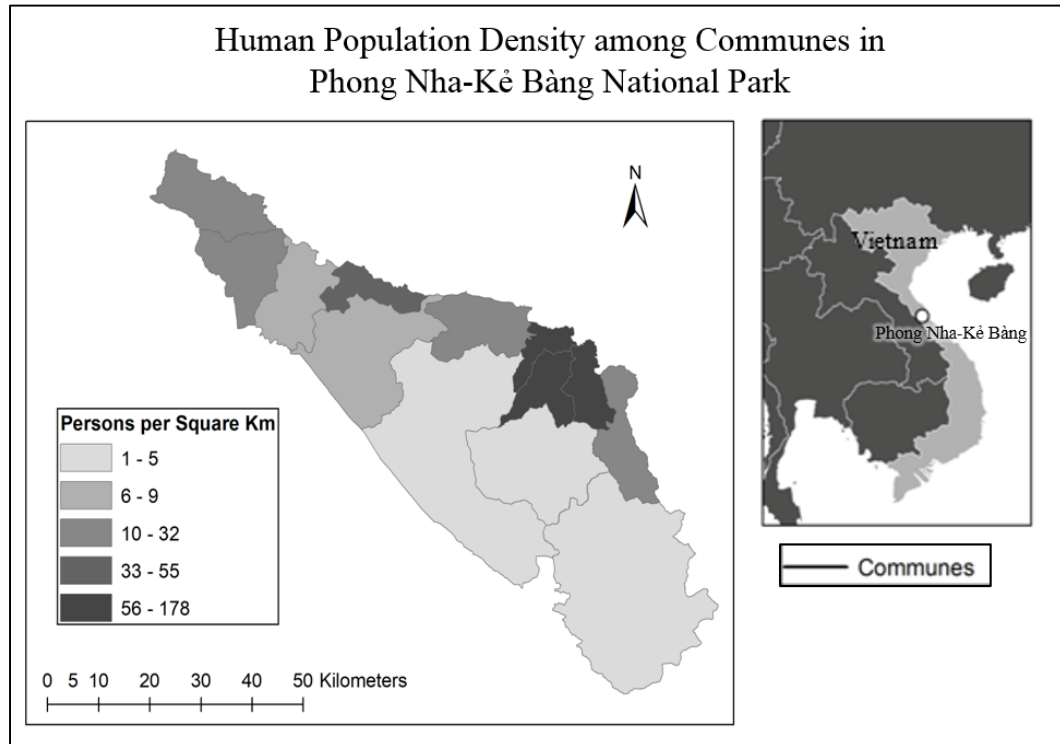 Human Population Density among Communes in
Phong Nha-Kẻ Bàng National Park
N
Persons per Square Km
1 - 5
6 - 9
10 - 32
33 - 55
56 - 178
0 5 10 20 30 40 50 Kilometers
Vietnam
Phong Nha-Kẻ Bàng
Communes